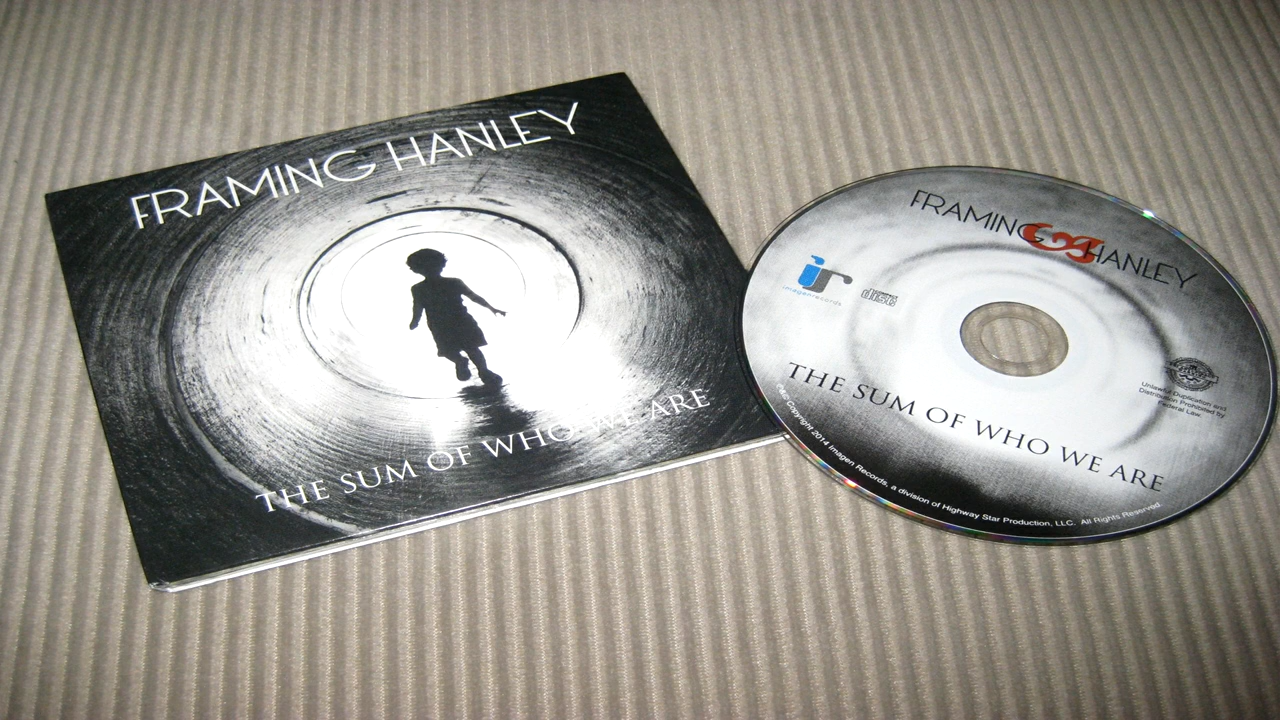 FRAMING HANLEY
THE SUM OF WHO WE ARE
FRAMING HANLEY
ir
imagenrecords
disc
Unlawful Duplication and
Distribution Prohibited by
Federal Law.
THE SUM OF WHO WE ARE
Copyright 2014 Imagen Records, a division of Highway Star Production, LLC. All Rights Reserved.